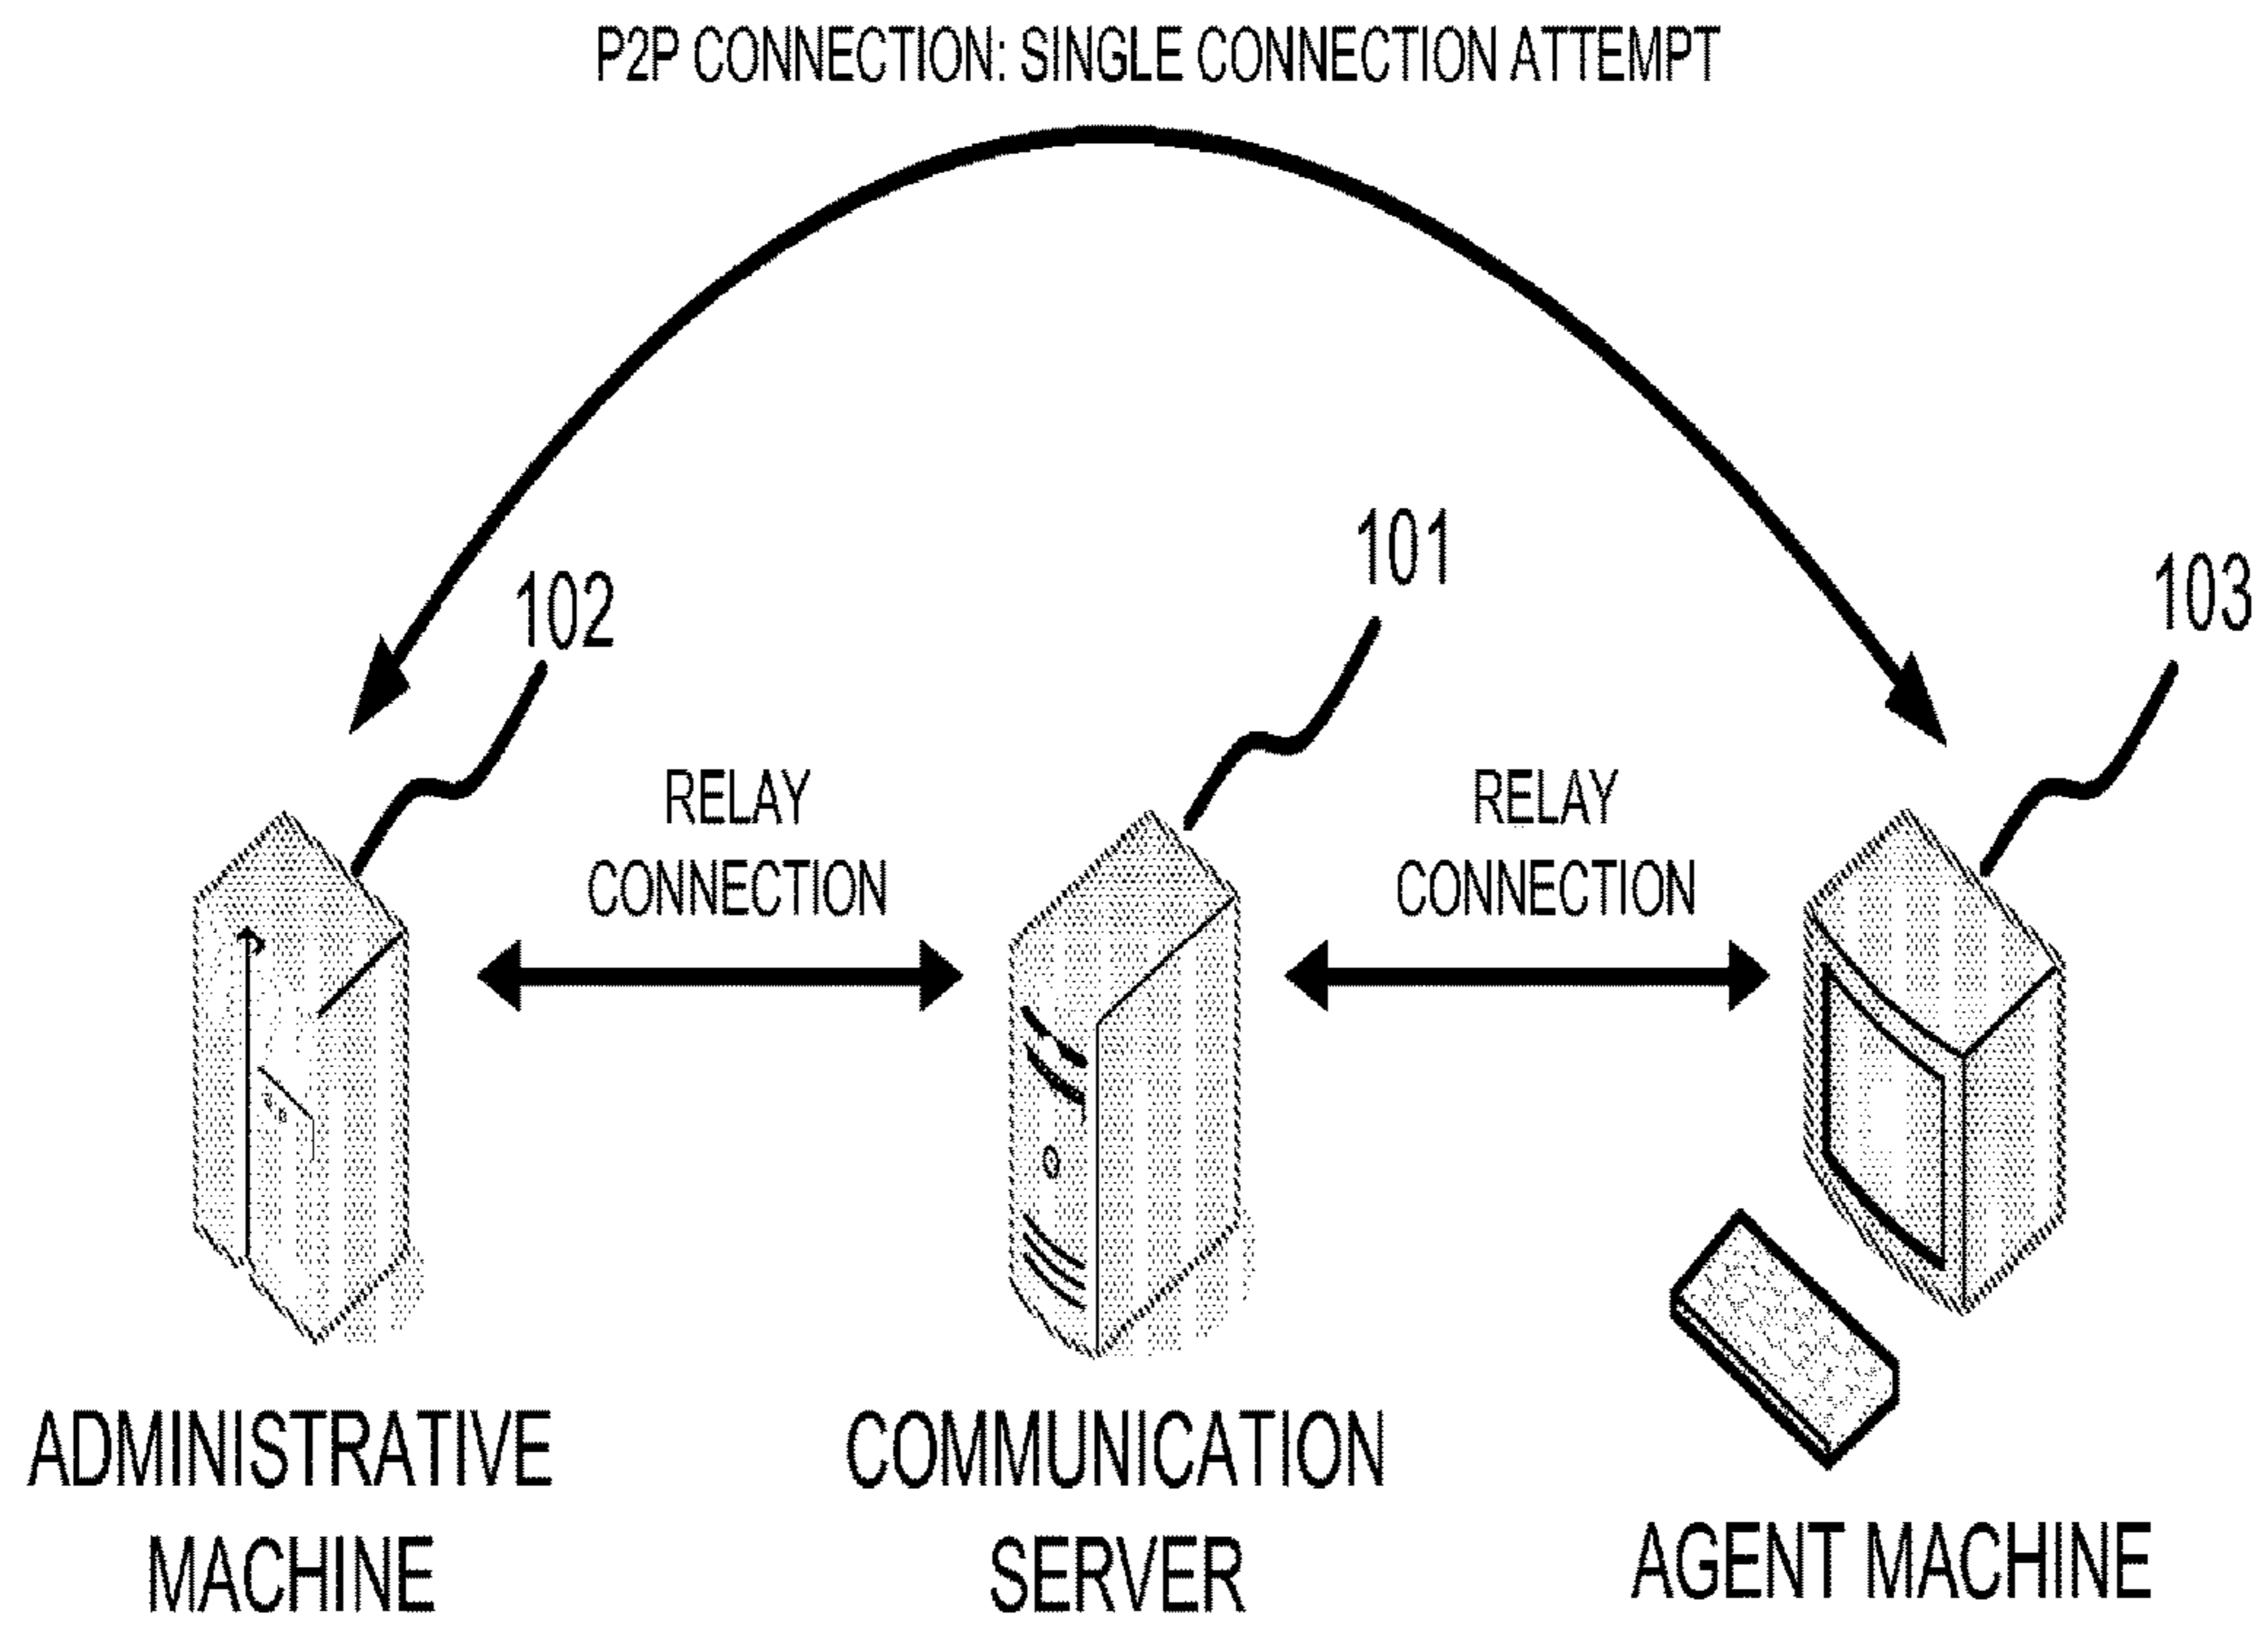 P2P CONNECTION: SINGLE CONNECTION ATTEMPT
101
102
103
RELAY
CONNECTION
RELAY
CONNECTION
ADMINISTRATIVE
MACHINE
COMMUNICATION
SERVER
AGENT MACHINE